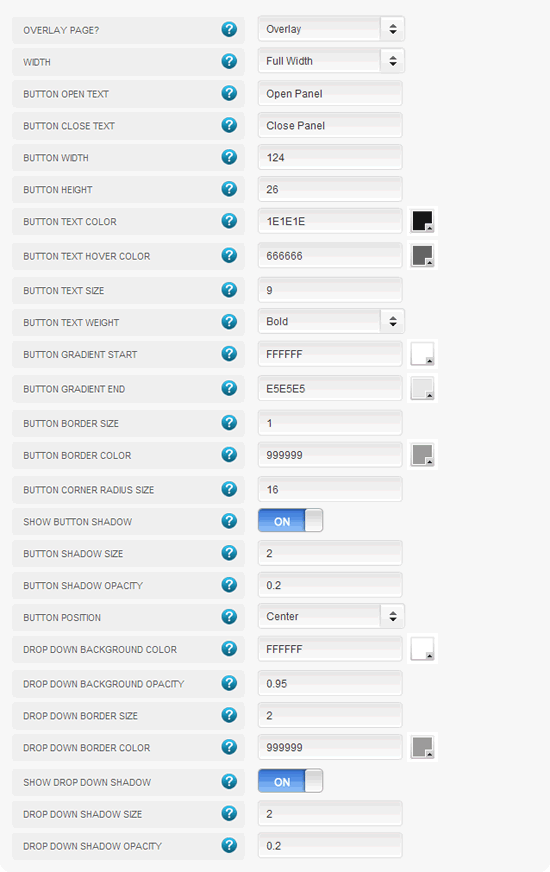 OVERLAY PAGE? ? Overlay
WIDTH ? Full Width
BUTTON OPEN TEXT ? Open Panel
BUTTON CLOSE TEXT ? Close Panel
BUTTON WIDTH ? 124
BUTTON HEIGHT ? 26
BUTTON TEXT COLOR ? 1E1E1E
BUTTON TEXT HOVER COLOR ? 666666
BUTTON TEXT SIZE ? 9
BUTTON TEXT WEIGHT ? Bold
BUTTON GRADIENT START ? FFFFFF
BUTTON GRADIENT END ? E5E5E5
BUTTON BORDER SIZE ? 1
BUTTON BORDER COLOR ? 999999
BUTTON CORNER RADIUS SIZE ? 16
SHOW BUTTON SHADOW ? ON
BUTTON SHADOW SIZE ? 2
BUTTON SHADOW OPACITY ? 0.2
BUTTON POSITION ? Center
DROP DOWN BACKGROUND COLOR ? FFFFFF
DROP DOWN BACKGROUND OPACITY ? 0.95
DROP DOWN BORDER SIZE ? 2
DROP DOWN BORDER COLOR ? 999999
SHOW DROP DOWN SHADOW ? ON
DROP DOWN SHADOW SIZE ? 2
DROP DOWN SHADOW OPACITY ? 0.2